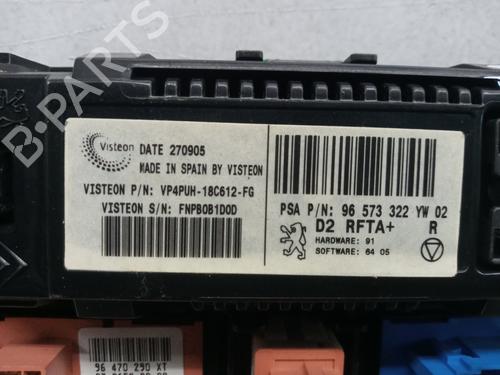 B-PARTS
Visteon DATE 270905
MADE IN SPAIN BY VISTEON
VISTEON P/N: VP4PUH-18C612-FG
VISTEON S/N: FNPB0B1D0D
PSA P/N: 96 573 322 YW 02
D2 RFTA+ R
HARDWARE: 91
SOFTWARE: 64 05
96 470 290 XT